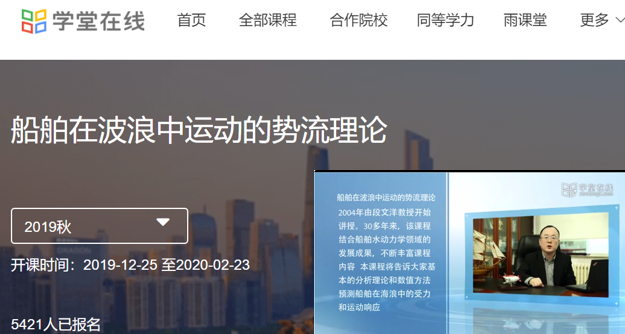 学堂在线 首页 全部课程 合作院校 同等学力 雨课堂 更多
船舶在波浪中运动的势流理论
2019秋
开课时间：2019-12-25 至2020-02-23
5421人已报名
学堂在线
船舶在波浪中运动的势流理论
2004年由段文洋教授开始
讲授，30多年来，该课程
结合船舶水动力学领域的
发展成果，不断丰富课程
内容 本课程将告诉大家基
本的分析理论和数值方法
预测船舶在海浪中的受力
和运动响应